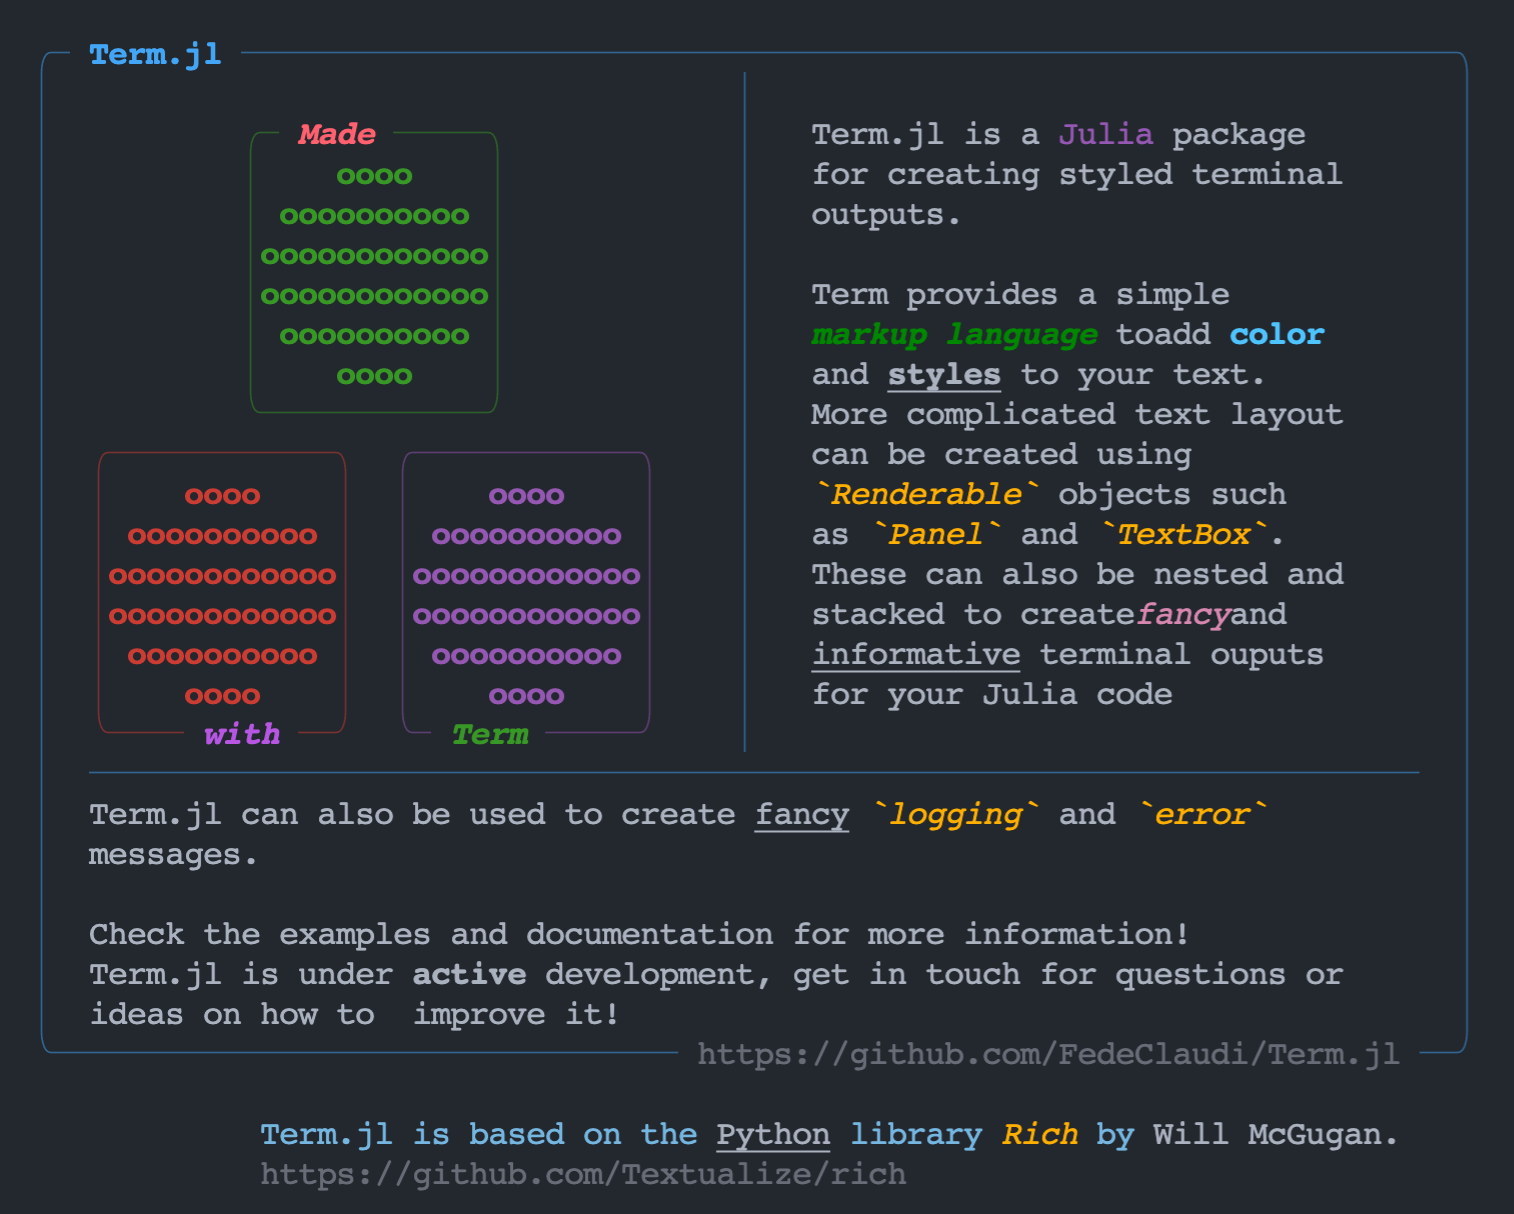 Term.jl
Made
oooo
oooooooooo
oooooooooooo
oooooooooooo
oooooooooo
oooo
oooo
oooooooooo
oooooooooooo
oooooooooooo
oooooooooo
oooo
with
oooo
oooooooooo
oooooooooooo
oooooooooooo
oooooooooo
oooo
Term
Term.jl is a Julia package
for creating styled terminal
outputs.
Term provides a simple
markup language toadd color
and styles to your text.
More complicated text layout
can be created using
`Renderable` objects such
as `Panel` and `TextBox`.
These can also be nested and
stacked to createfancyand
informative terminal ouputs
for your Julia code
Term.jl can also be used to create fancy `logging` and `error`
messages.
Check the examples and documentation for more information!
Term.jl is under active development, get in touch for questions or
ideas on how to  improve it!
https://github.com/FedeClaudi/Term.jl
Term.jl is based on the Python library Rich by Will McGugan.
https://github.com/Textualize/rich